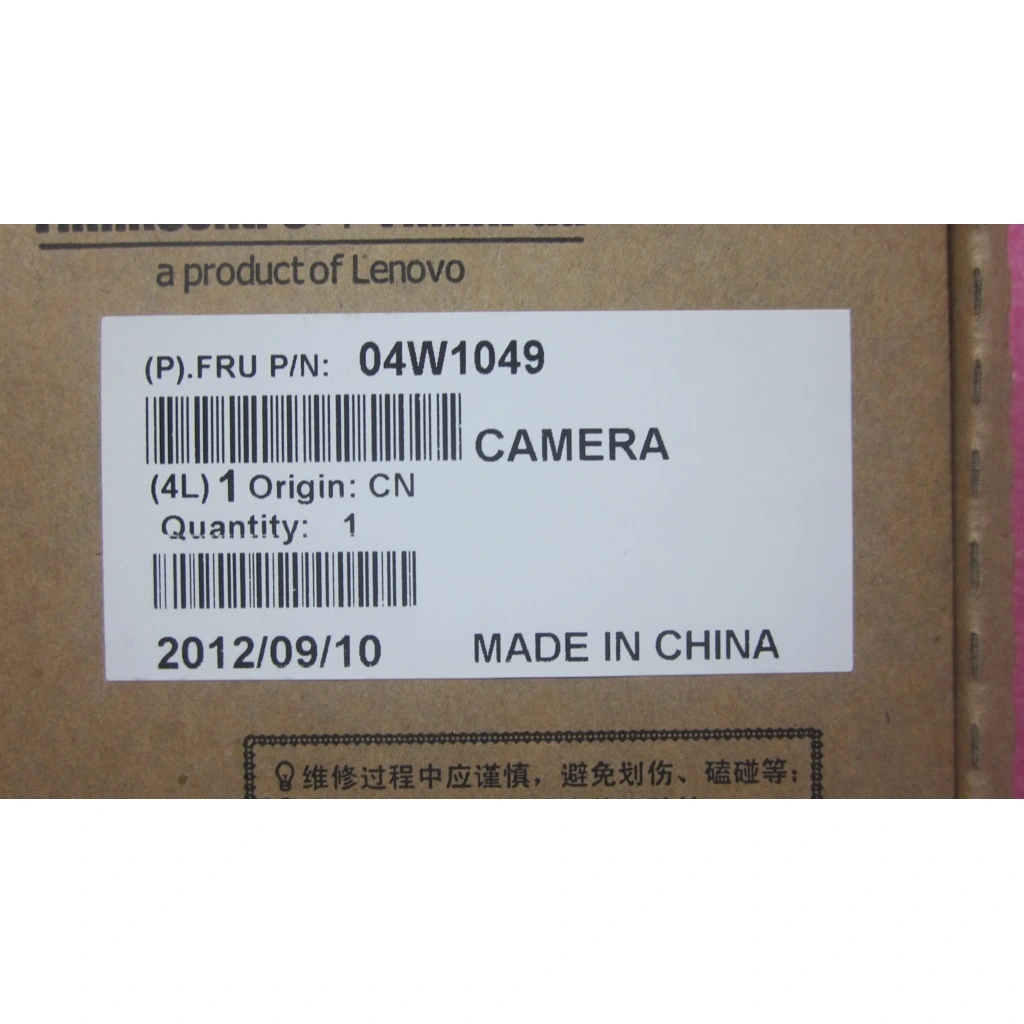 a product of Lenovo
(P).FRU P/N: 04W1049
CAMERA
(4L) 1 Origin: CN
Quantity: 1
2012/09/10 MADE IN CHINA
维修过程中应谨慎，避免划伤、磕碰等；